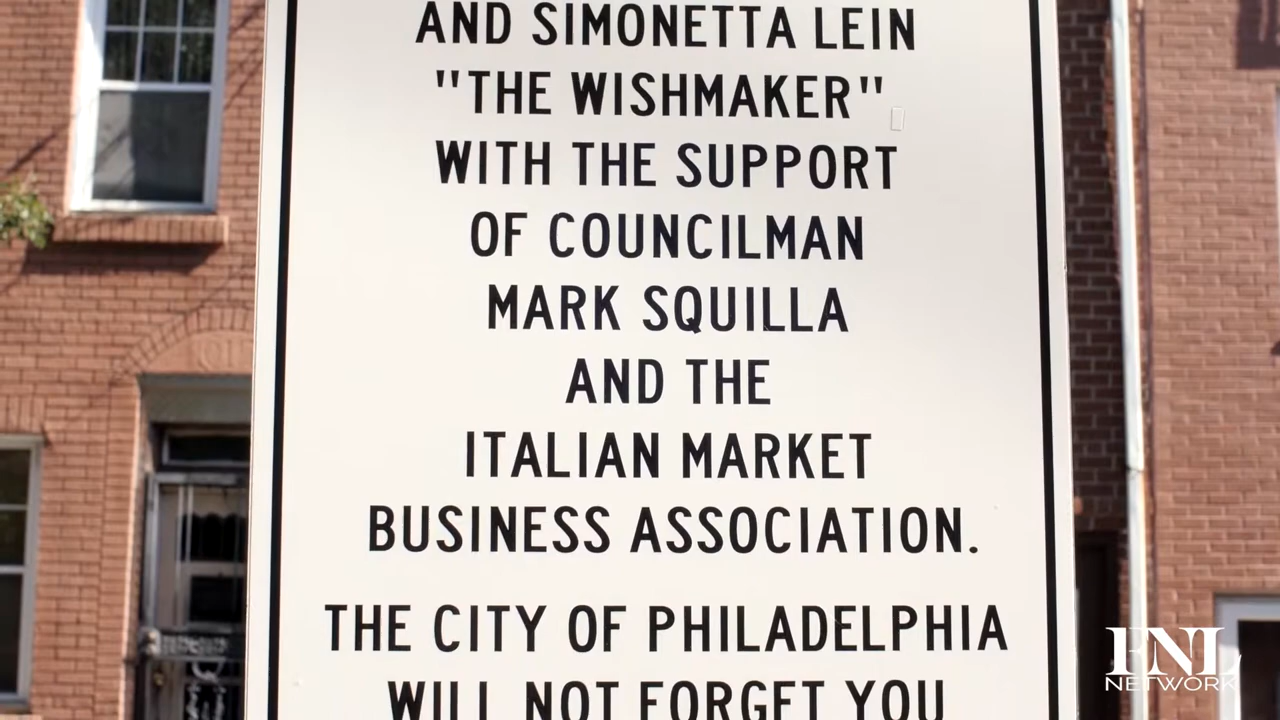 AND SIMONETTA LEIN
"THE WISHMAKER"
WITH THE SUPPORT
OF COUNCILMAN
MARK SQUILLA
AND THE
ITALIAN MARKET
BUSINESS ASSOCIATION.
THE CITY OF PHILADELPHIA
WILL NOT FORGET YOU
FNL
NETWORK